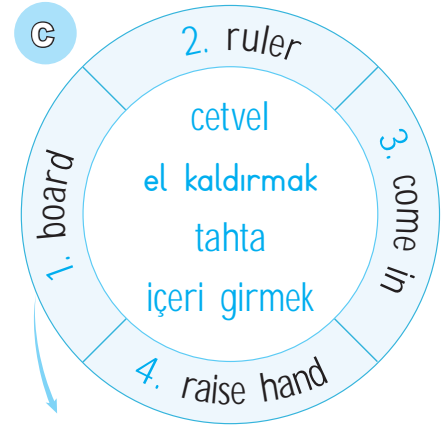 C
2. ruler
3. come in
cetvel
el kaldırmak
tahta
içeri girmek
1. board
4. raise hand